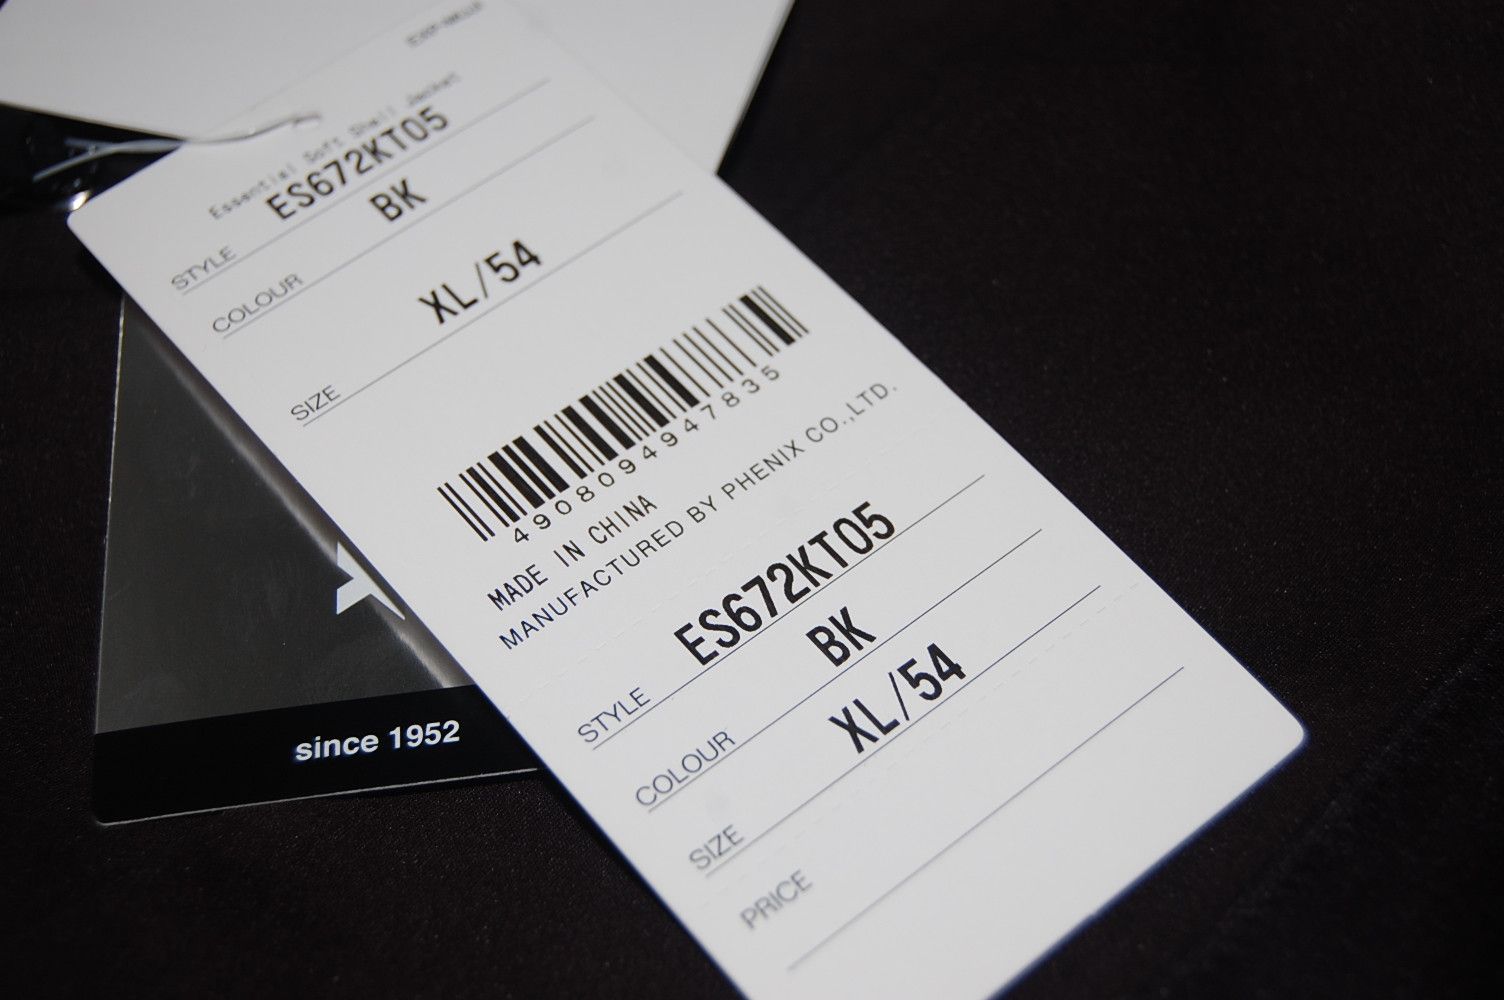 Essential Soft Shell Jacket
STYLE ES672KT05
COLOUR BK
SIZE XL/54
4908094947835
MADE IN CHINA
MANUFACTURED BY PHENIX CO.,LTD.
STYLE ES672KT05
COLOUR BK
SIZE XL/54
PRICE
since 1952